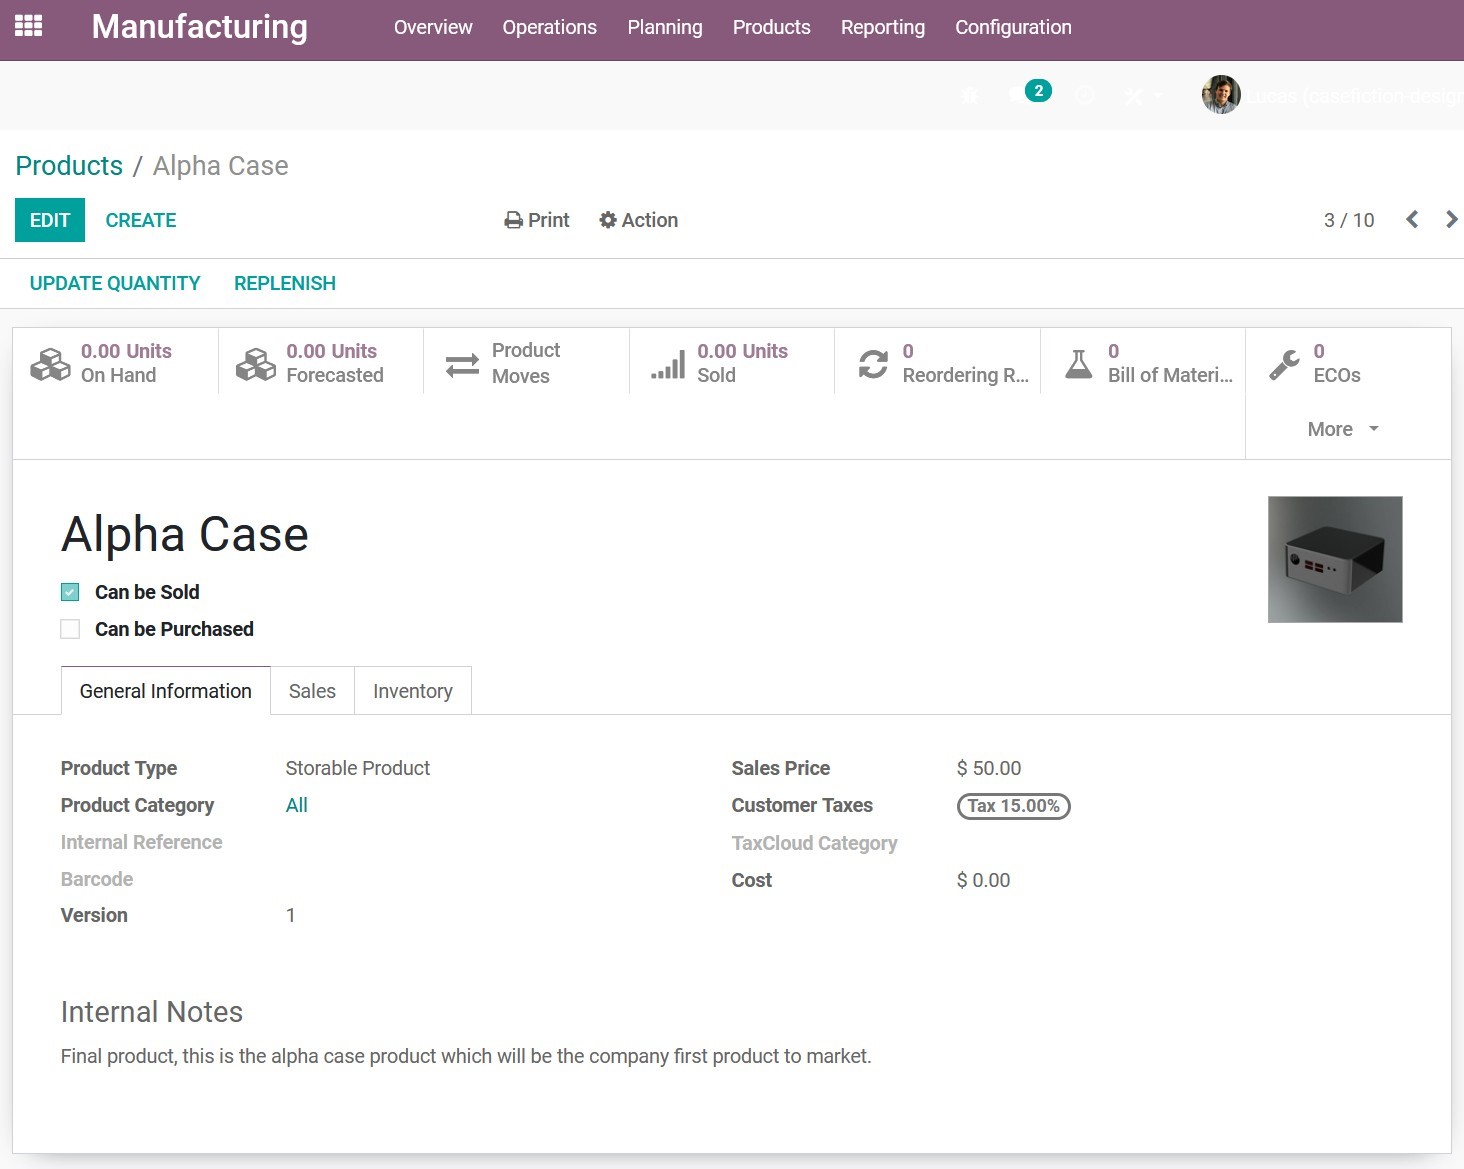 Manufacturing Overview Operations Planning Products Reporting Configuration
2 Lucas (casefiction-design
Products / Alpha Case
EDIT CREATE Print Action 3 / 10
UPDATE QUANTITY REPLENISH
0.00 Units
On Hand
0.00 Units
Forecasted
Product
Moves
0.00 Units
Sold
0
Reordering R...
0
Bill of Materi...
0
ECOs
More
Alpha Case
Can be Sold
Can be Purchased
General Information Sales Inventory
Product Type Storable Product
Product Category All
Internal Reference
Barcode
Version 1
Sales Price $ 50.00
Customer Taxes Tax 15.00%
TaxCloud Category
Cost $ 0.00
Internal Notes
Final product, this is the alpha case product which will be the company first product to market.